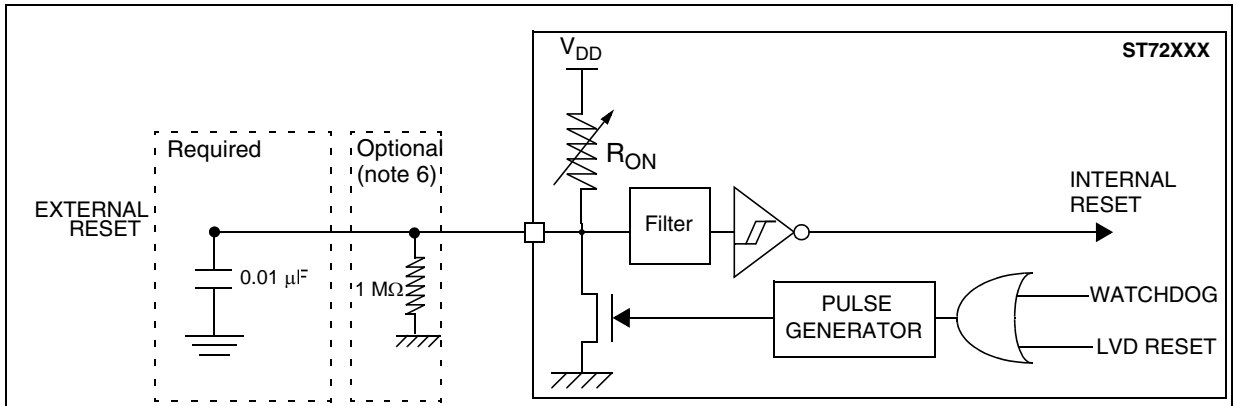 V_DD
ST72XXX
Required
Optional
(note 6)
R_ON
EXTERNAL
RESET
Filter
INTERNAL
RESET
0.01 μF
1 MΩ
PULSE
GENERATOR
WATCHDOG
LVD RESET